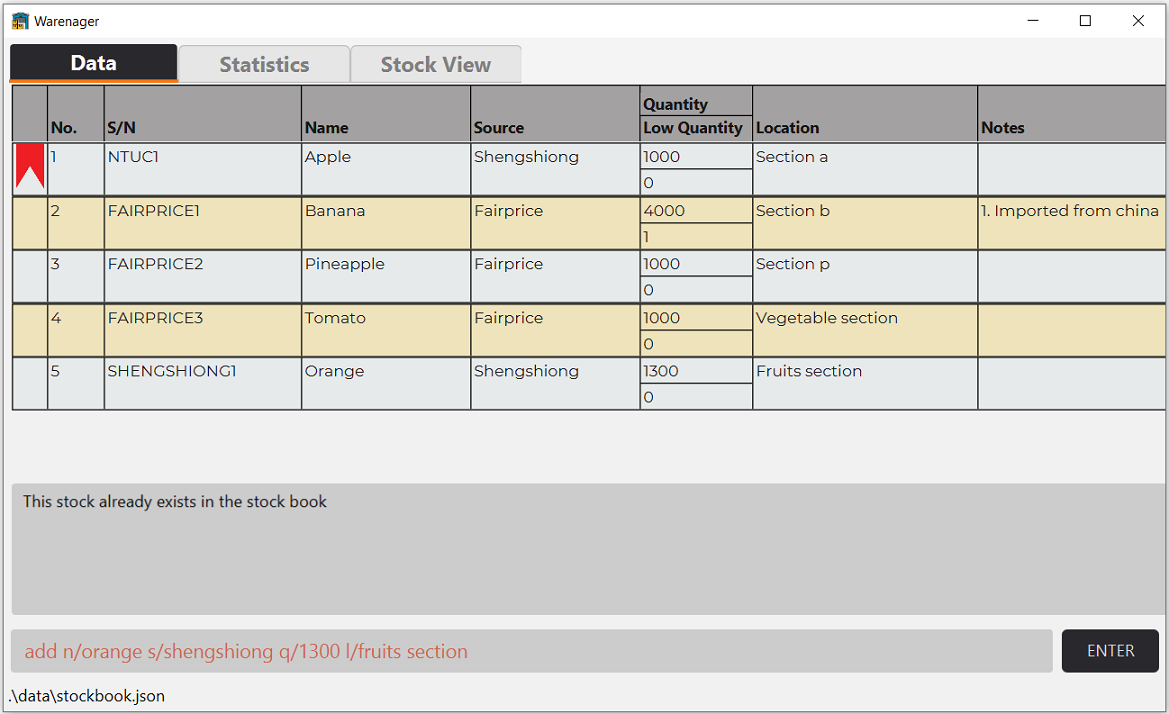 Warenager
Data Statistics Stock View
Quantity
No. S/N Name Source Low Quantity Location Notes
1 NTUC1 Apple Shengshiong 1000 Section a
0
2 FAIRPRICE1 Banana Fairprice 4000 Section b 1. Imported from china
1
3 FAIRPRICE2 Pineapple Fairprice 1000 Section p
0
4 FAIRPRICE3 Tomato Fairprice 1000 Vegetable section
0
5 SHENGSHIONG1 Orange Shengshiong 1300 Fruits section
0
This stock already exists in the stock book
add n/orange s/shengshiong q/1300 l/fruits section ENTER
.\data\stockbook.json